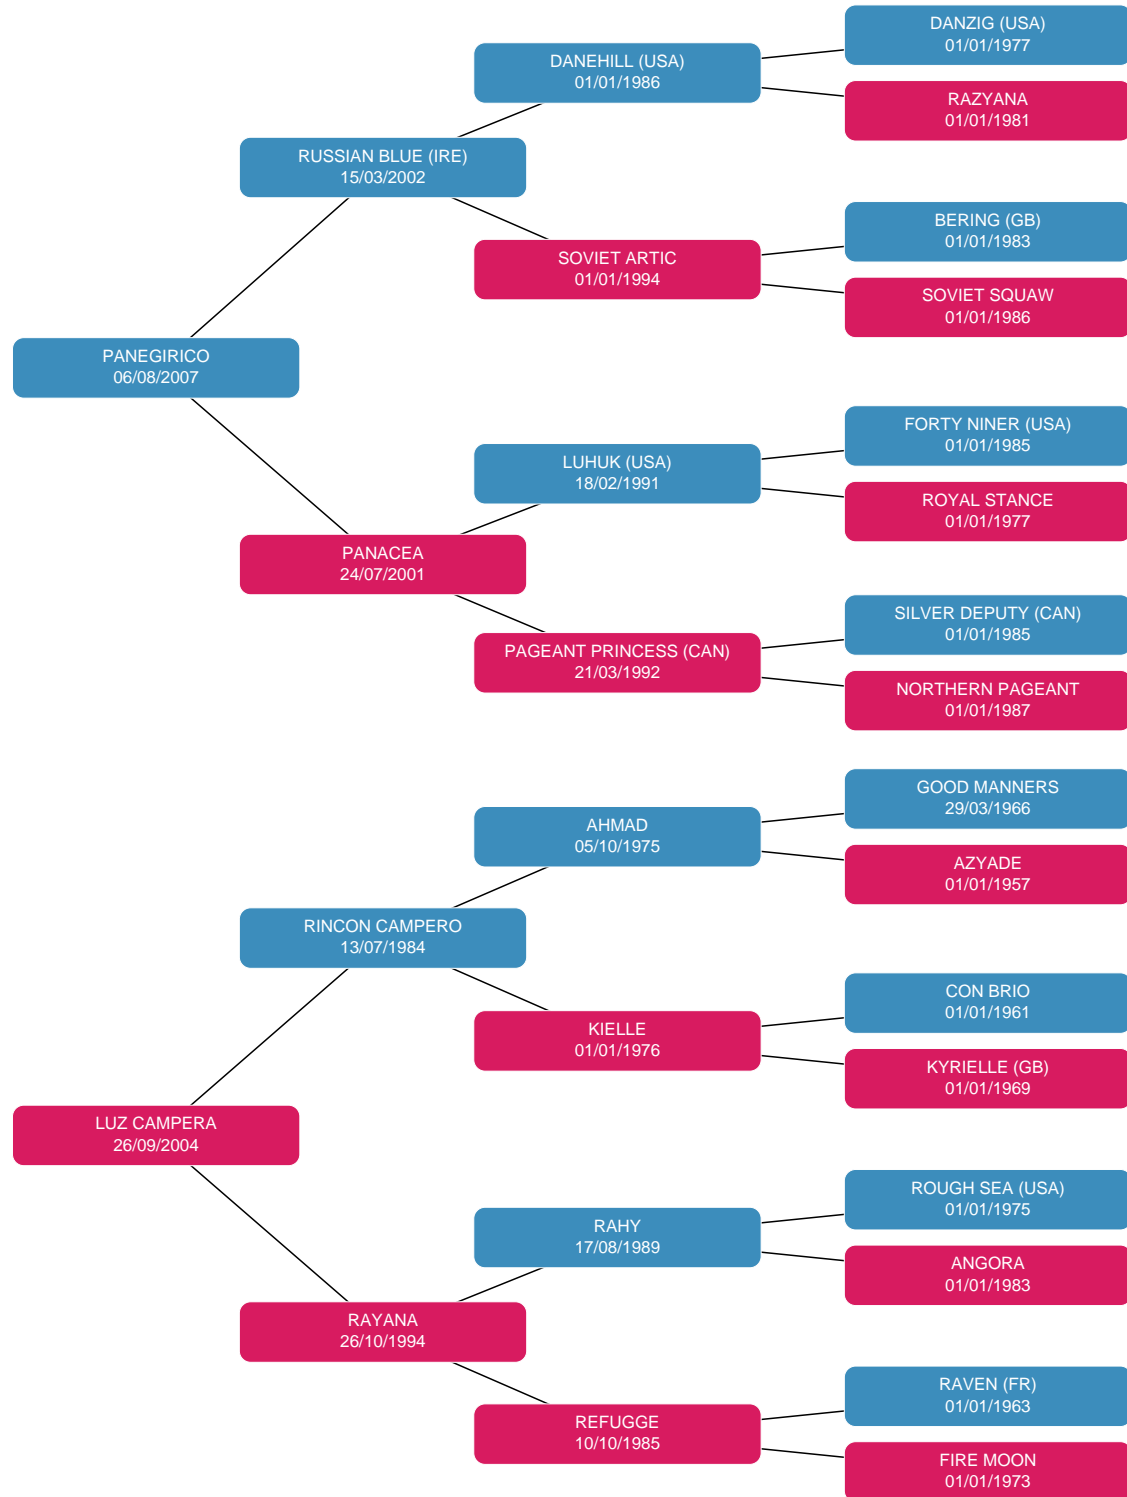 DANZIG (USA)
01/01/1977
DANEHILL (USA)
01/01/1986
RAZYANA
01/01/1981
RUSSIAN BLUE (IRE)
15/03/2002
BERING (GB)
01/01/1983
SOVIET ARTIC
01/01/1994
SOVIET SQUAW
01/01/1986
PANEGIRICO
06/08/2007
FORTY NINER (USA)
01/01/1985
LUHUK (USA)
18/02/1991
ROYAL STANCE
01/01/1977
PANACEA
24/07/2001
SILVER DEPUTY (CAN)
01/01/1985
PAGEANT PRINCESS (CAN)
21/03/1992
NORTHERN PAGEANT
01/01/1987
GOOD MANNERS
29/03/1966
AHMAD
05/10/1975
AZYADE
01/01/1957
RINCON CAMPERO
13/07/1984
CON BRIO
01/01/1961
KIELLE
01/01/1976
KYRIELLE (GB)
01/01/1969
LUZ CAMPERA
26/09/2004
ROUGH SEA (USA)
01/01/1975
RAHY
17/08/1989
ANGORA
01/01/1983
RAYANA
26/10/1994
RAVEN (FR)
01/01/1963
REFUGGE
10/10/1985
FIRE MOON
01/01/1973